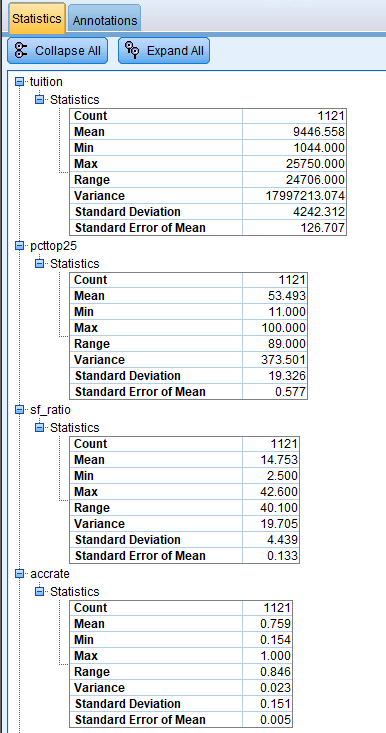 Statistics Annotations
Collapse All Expand All
tuition
Statistics
Count 1121
Mean 9446.558
Min 1044.000
Max 25750.000
Range 24706.000
Variance 17997213.074
Standard Deviation 4242.312
Standard Error of Mean 126.707
pcttop25
Statistics
Count 1121
Mean 53.493
Min 11.000
Max 100.000
Range 89.000
Variance 373.501
Standard Deviation 19.326
Standard Error of Mean 0.577
sf_ratio
Statistics
Count 1121
Mean 14.753
Min 2.500
Max 42.600
Range 40.100
Variance 19.705
Standard Deviation 4.439
Standard Error of Mean 0.133
accrate
Statistics
Count 1121
Mean 0.759
Min 0.154
Max 1.000
Range 0.846
Variance 0.023
Standard Deviation 0.151
Standard Error of Mean 0.005